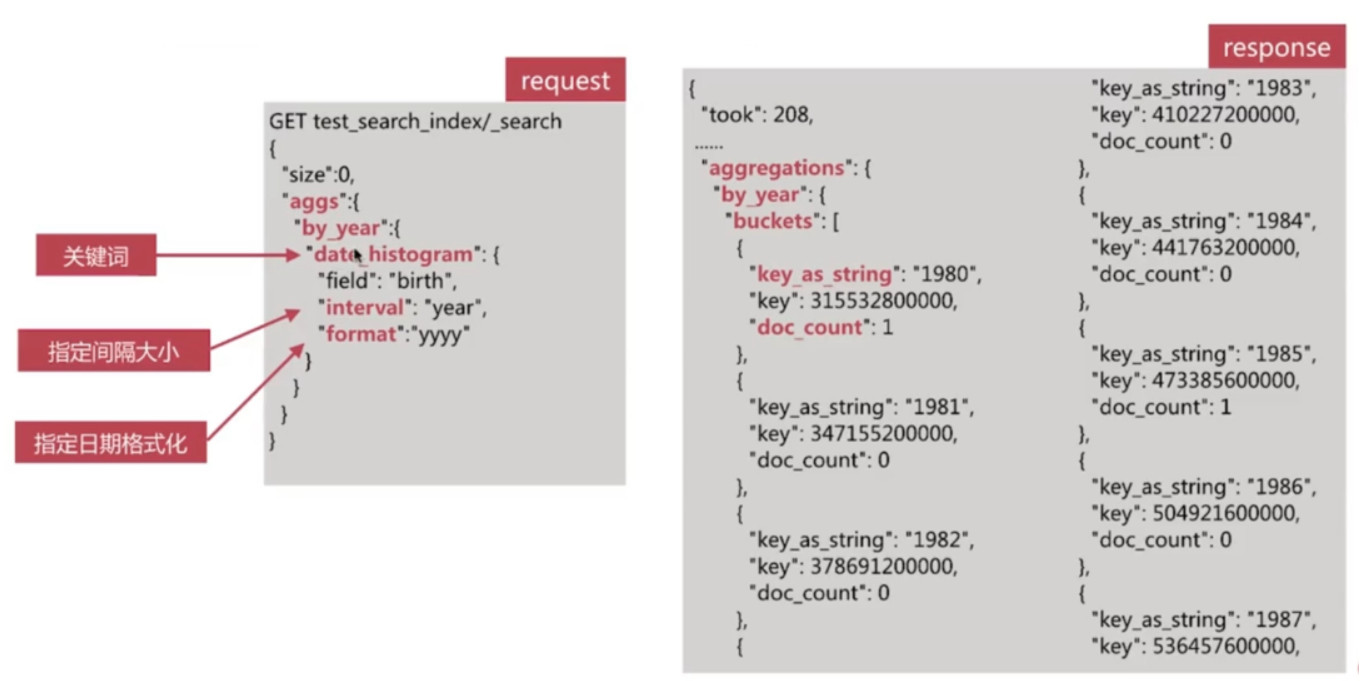 request
GET test_search_index/_search
{
"size":0,
"aggs":{
"by_year":{
"date_histogram": {
"field": "birth",
"interval": "year",
"format":"yyyy"
}
}
}
}
关键词
指定间隔大小
指定日期格式化
response
{
"took": 208,
......
"aggregations": {
"by_year": {
"buckets": [
{
"key_as_string": "1980",
"key": 315532800000,
"doc_count": 1
},
{
"key_as_string": "1981",
"key": 347155200000,
"doc_count": 0
},
{
"key_as_string": "1982",
"key": 378691200000,
"doc_count": 0
},
{
"key_as_string": "1983",
"key": 410227200000,
"doc_count": 0
},
{
"key_as_string": "1984",
"key": 441763200000,
"doc_count": 0
},
{
"key_as_string": "1985",
"key": 473385600000,
"doc_count": 1
},
{
"key_as_string": "1986",
"key": 504921600000,
"doc_count": 0
},
{
"key_as_string": "1987",
"key": 536457600000,